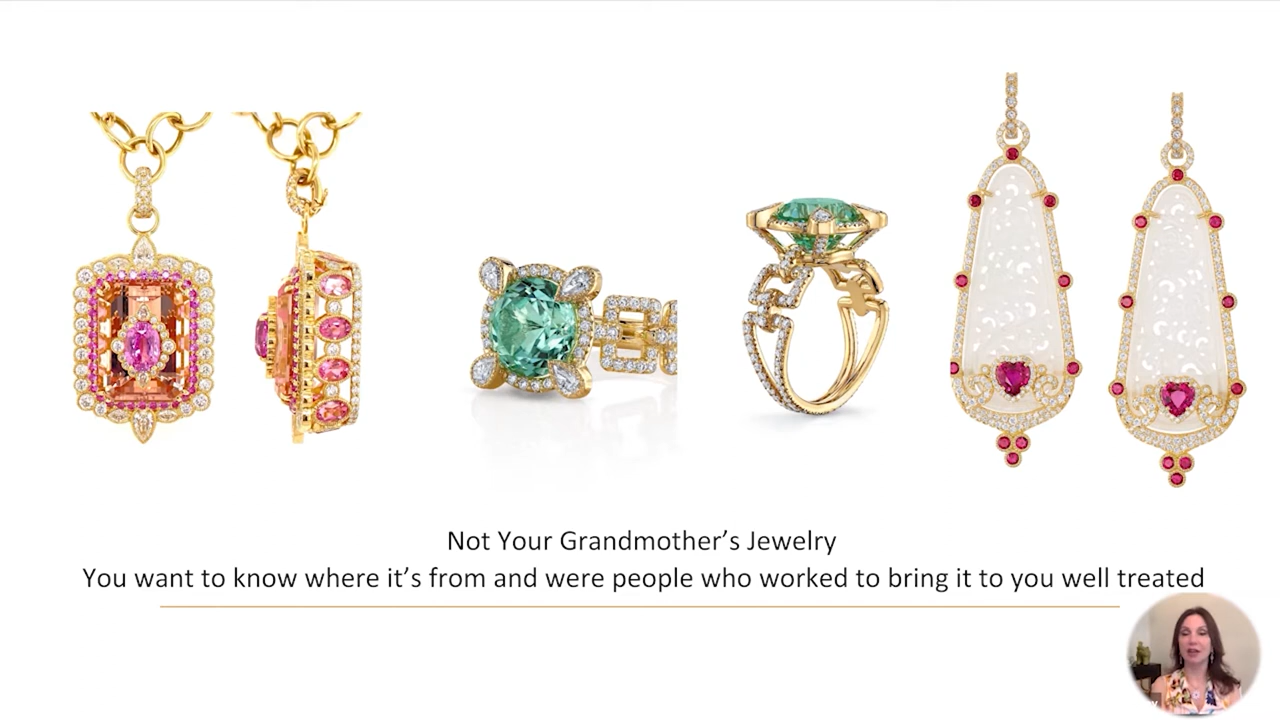 Not Your Grandmother’s Jewelry
You want to know where it’s from and were people who worked to bring it to you well treated